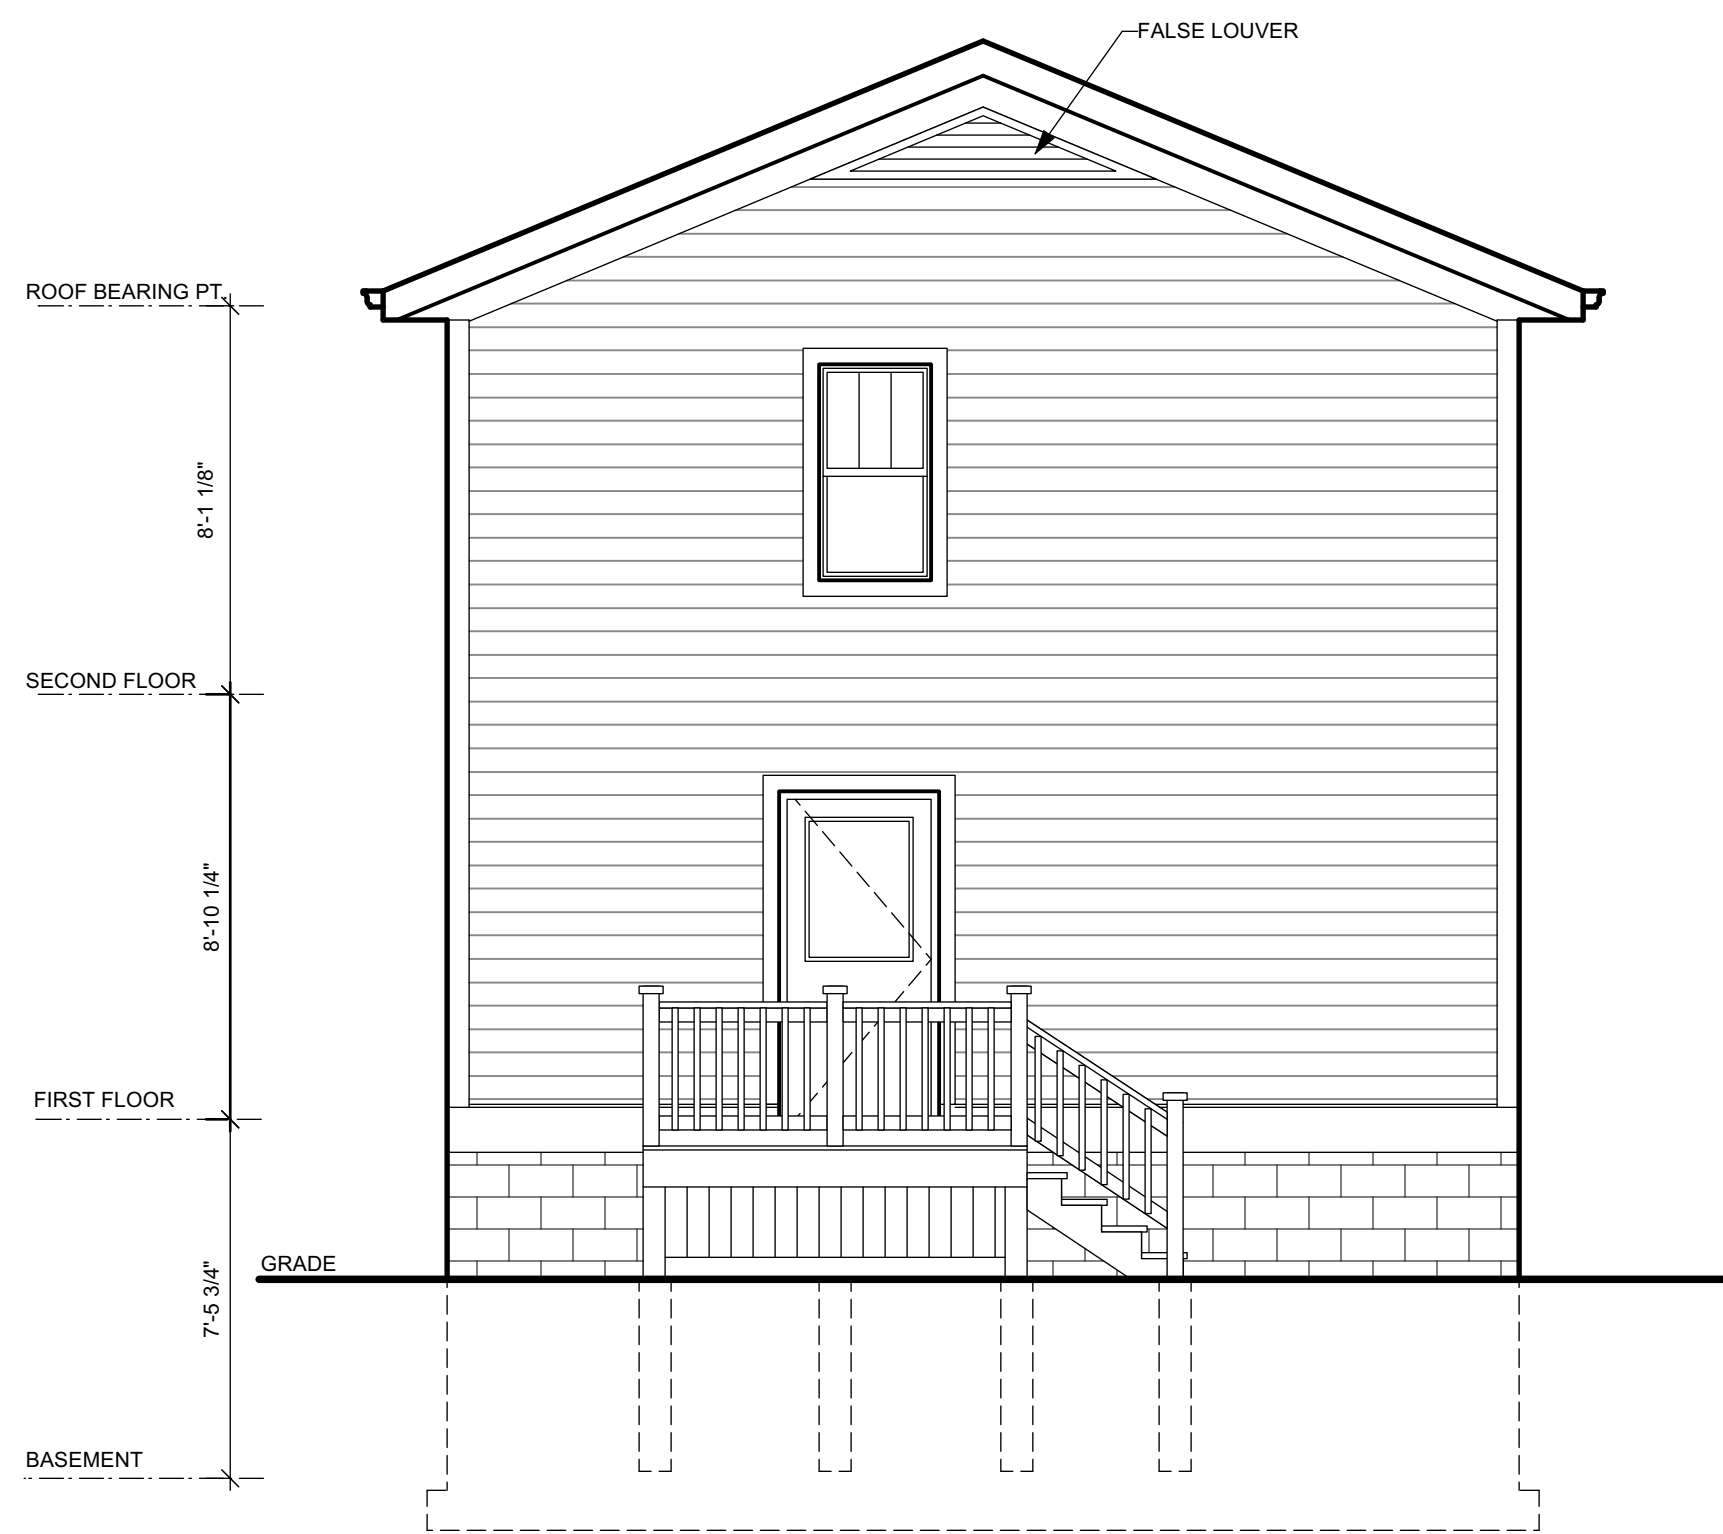 FALSE LOUVER
ROOF BEARING PT.
8'-1 1/8"
SECOND FLOOR
8'-10 1/4"
FIRST FLOOR
GRADE
7'-5 3/4"
BASEMENT